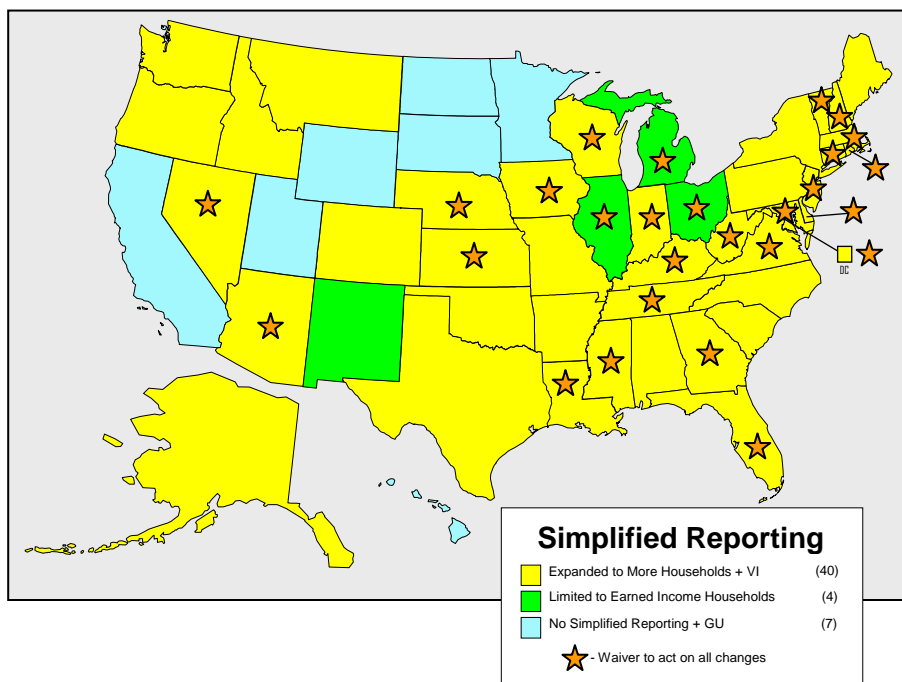 DC
Simplified Reporting
Expanded to More Households + VI (40)
Limited to Earned Income Households (4)
No Simplified Reporting + GU (7)
- Waiver to act on all changes